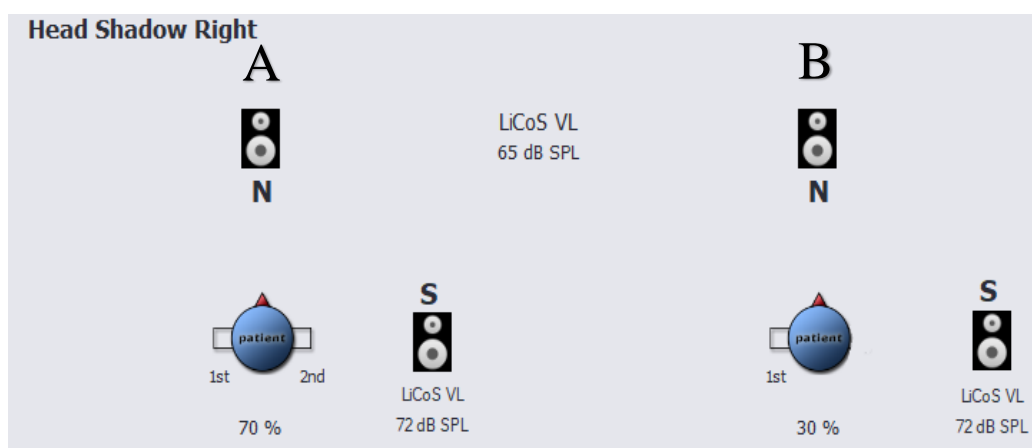 Head Shadow Right
A
B
LiCoS VL
65 dB SPL
N
N
S
S
patient
patient
1st
2nd
1st
LiCoS VL
LiCoS VL
70 %
72 dB SPL
30 %
72 dB SPL